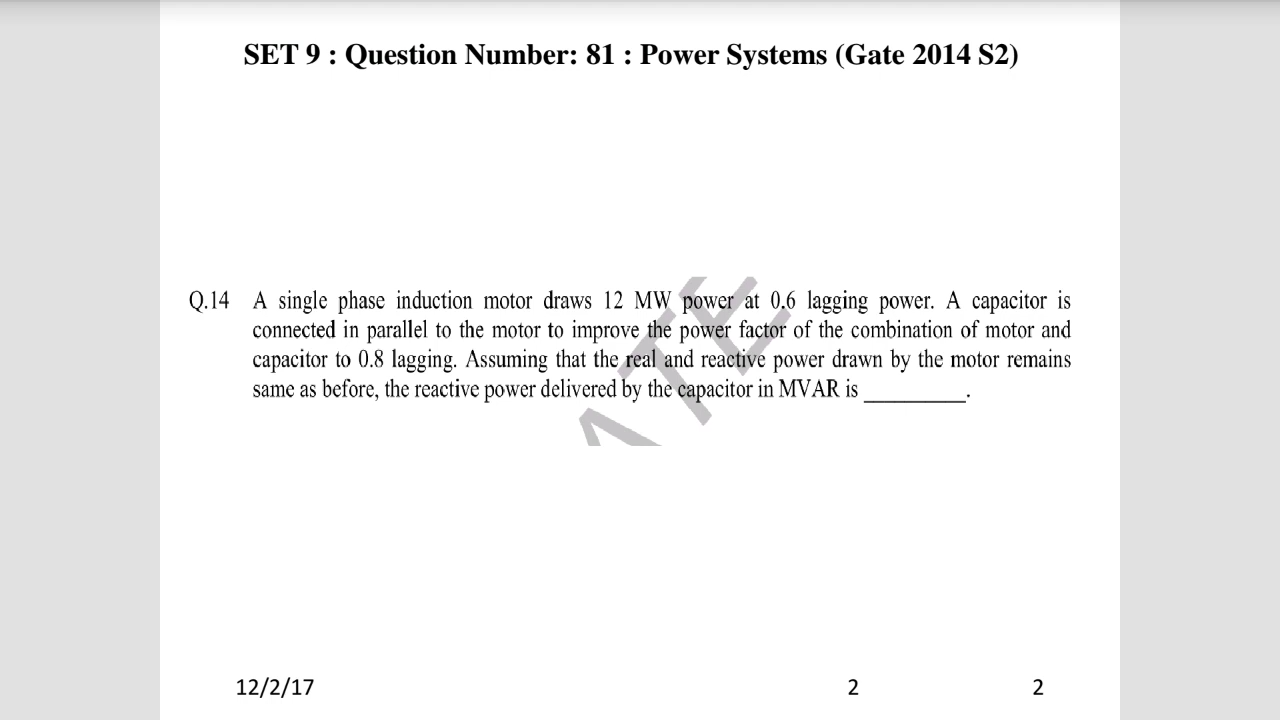 SET 9 : Question Number: 81 : Power Systems (Gate 2014 S2)
Q.14 A single phase induction motor draws 12 MW power at 0.6 lagging power. A capacitor is
connected in parallel to the motor to improve the power factor of the combination of motor and
capacitor to 0.8 lagging. Assuming that the real and reactive power drawn by the motor remains
same as before, the reactive power delivered by the capacitor in MVAR is __________.
ATE
12/2/17 2 2